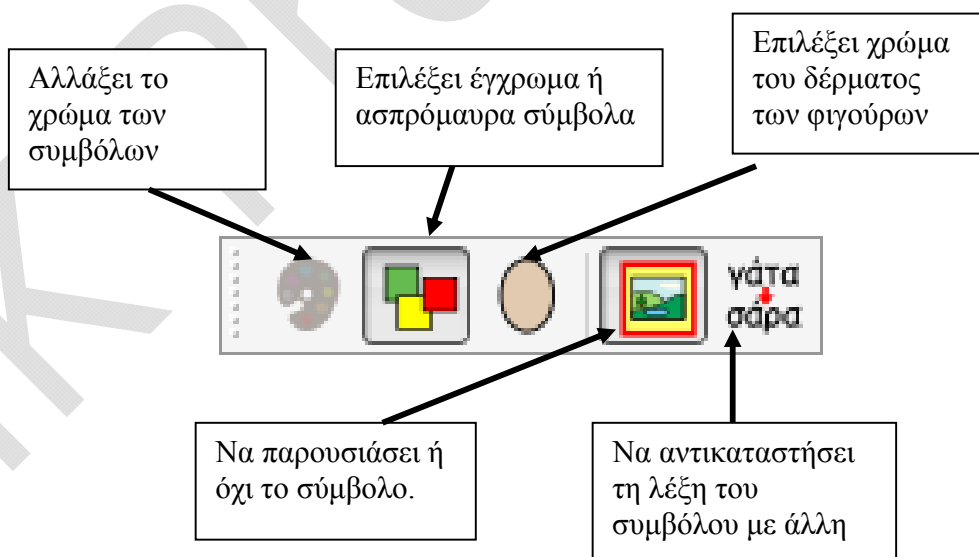 Αλλάξει το
χρώμα των
συμβόλων
Επιλέξει έγχρωμα ή
ασπρόμαυρα σύμβολα
Επιλέξει χρώμα
του δέρματος
των φιγούρων
γάτα
σάρα
Να παρουσιάσει ή
όχι το σύμβολο.
Να αντικαταστήσει
τη λέξη του
συμβόλου με άλλη